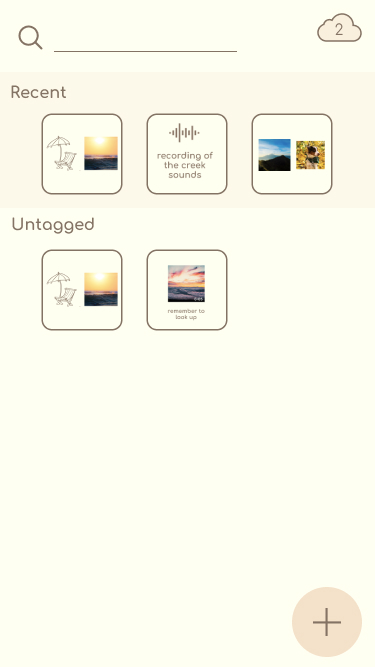 2
Recent
recording of
the creek
sounds
Untagged
remember to
look up